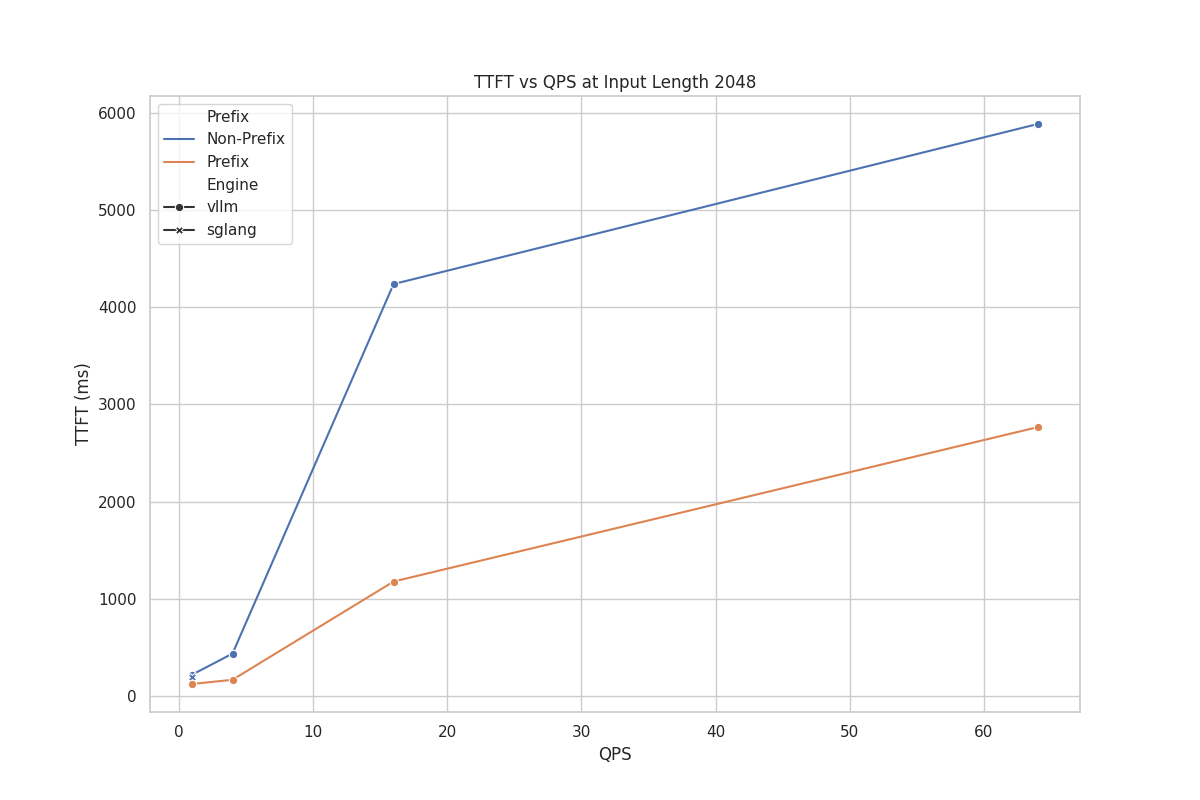 TTFT vs QPS at Input Length 2048
Prefix
Non-Prefix
Prefix
Engine
vllm
sglang
6000
5000
4000
3000
2000
1000
0
TTFT (ms)
0 10 20 30 40 50 60
QPS